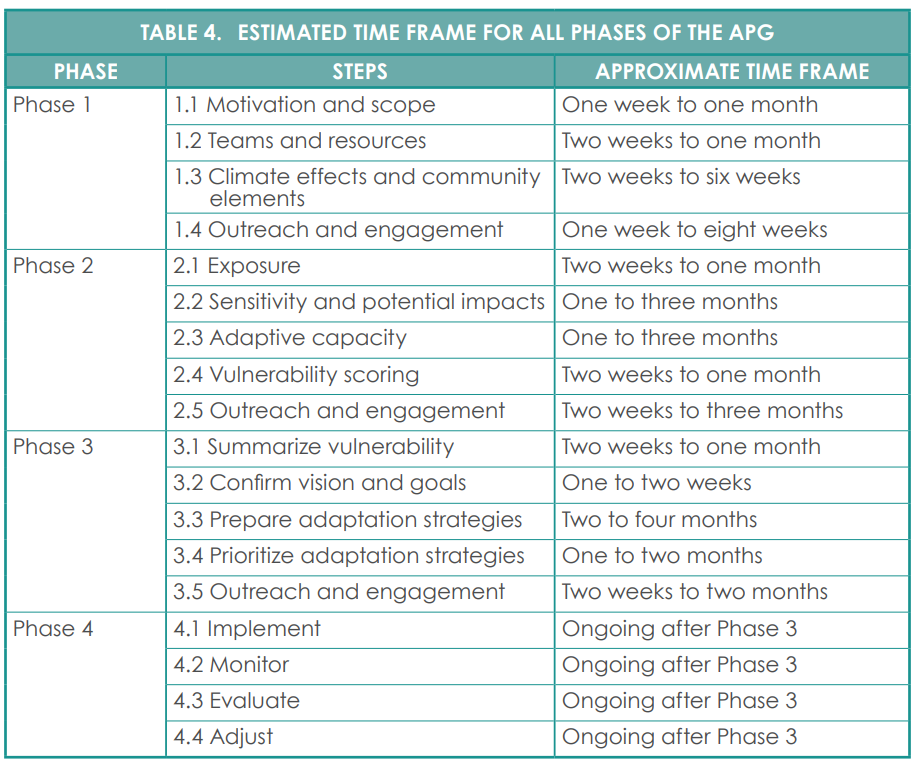 TABLE 4. ESTIMATED TIME FRAME FOR ALL PHASES OF THE APG
PHASE STEPS APPROXIMATE TIME FRAME
Phase 1 1.1 Motivation and scope One week to one month
1.2 Teams and resources Two weeks to one month
1.3 Climate effects and community Two weeks to six weeks
elements
1.4 Outreach and engagement One week to eight weeks
Phase 2 2.1 Exposure Two weeks to one month
2.2 Sensitivity and potential impacts One to three months
2.3 Adaptive capacity One to three months
2.4 Vulnerability scoring Two weeks to one month
2.5 Outreach and engagement Two weeks to three months
Phase 3 3.1 Summarize vulnerability Two weeks to one month
3.2 Confirm vision and goals One to two weeks
3.3 Prepare adaptation strategies Two to four months
3.4 Prioritize adaptation strategies One to two months
3.5 Outreach and engagement Two weeks to two months
Phase 4 4.1 Implement Ongoing after Phase 3
4.2 Monitor Ongoing after Phase 3
4.3 Evaluate Ongoing after Phase 3
4.4 Adjust Ongoing after Phase 3